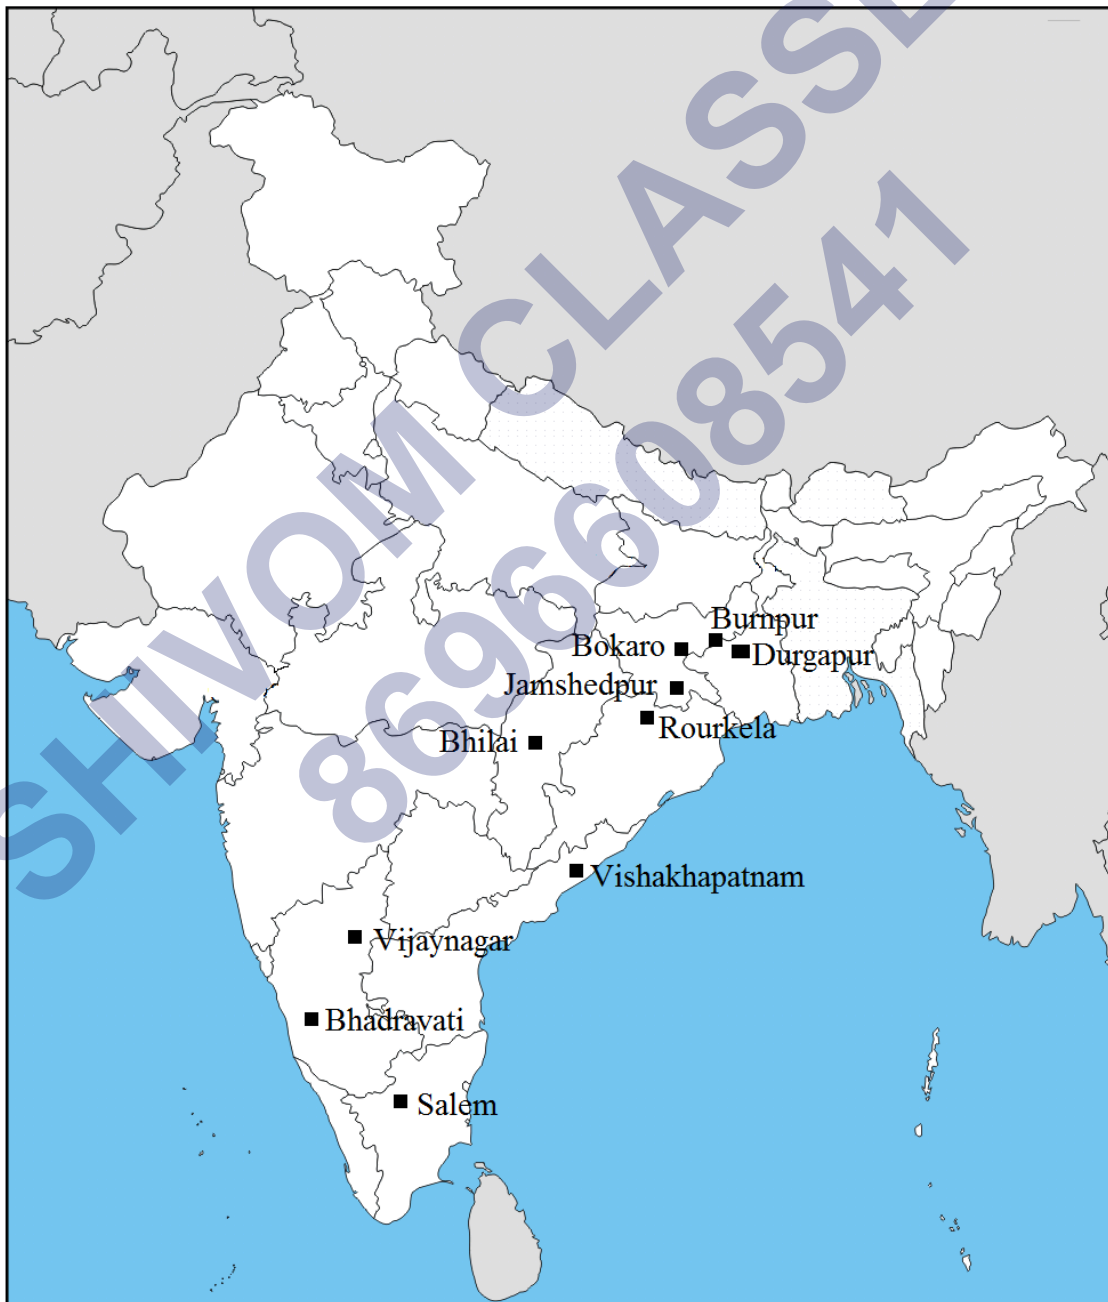 SHIVOM CLASSE
8696608541
Burnpur
Bokaro
Durgapur
Jamshedpur
Rourkela
Bhilai
Vishakhapatnam
Vijaynagar
Bhadravati
Salem